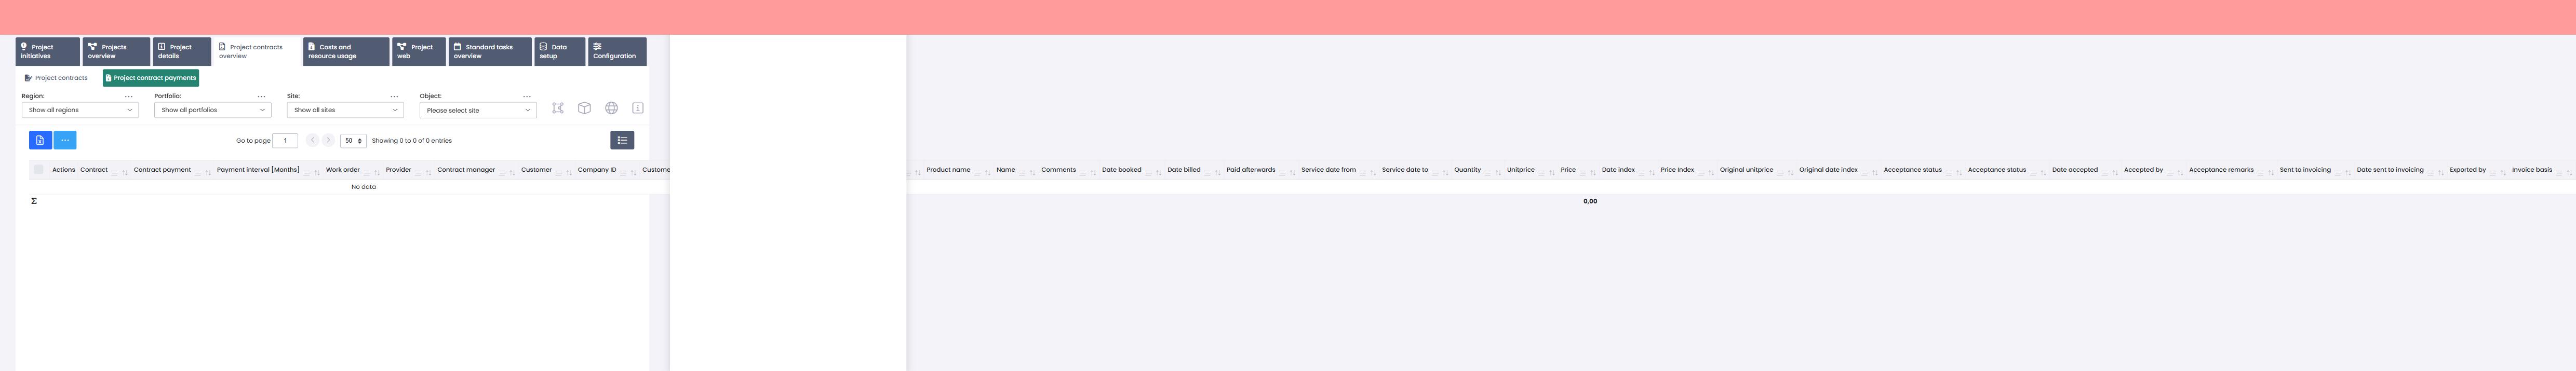 Project initiatives
Projects overview
Project details
Project contracts overview
Costs and resource usage
Project web
Standard tasks overview
Data setup
Configuration
Project contracts
Project contract payments
Region:
Portfolio:
Site:
Object:
Show all regions
Show all portfolios
Show all sites
Please select site
Go to page 1
50
Showing 0 to 0 of 0 entries
Actions Contract Contract payment Payment interval [Months] Work order Provider Contract manager Customer Company ID Custome Product name Name Comments Date booked Date billed Paid afterwards Service date from Service date to Quantity Unitprice Price Date index Price index Original unitprice Original date index Acceptance status Acceptance status Date accepted Accepted by Acceptance remarks Sent to invoicing Date sent to invoicing Exported by Invoice basis
No data
Σ 0,00